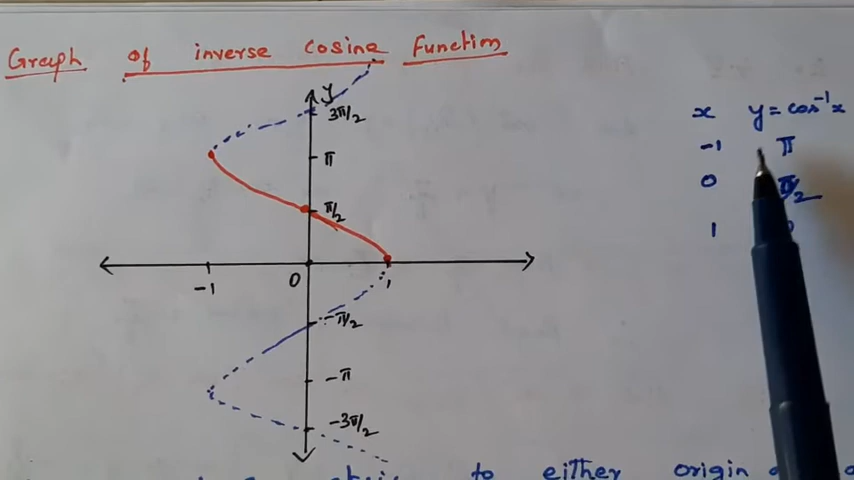 Graph of inverse cosine Function
y
3π/2
π
π/2
-1 0 1
-π/2
-π
-3π/2
x y = cos⁻¹x
-1 π
0 π/2
1
to either origin